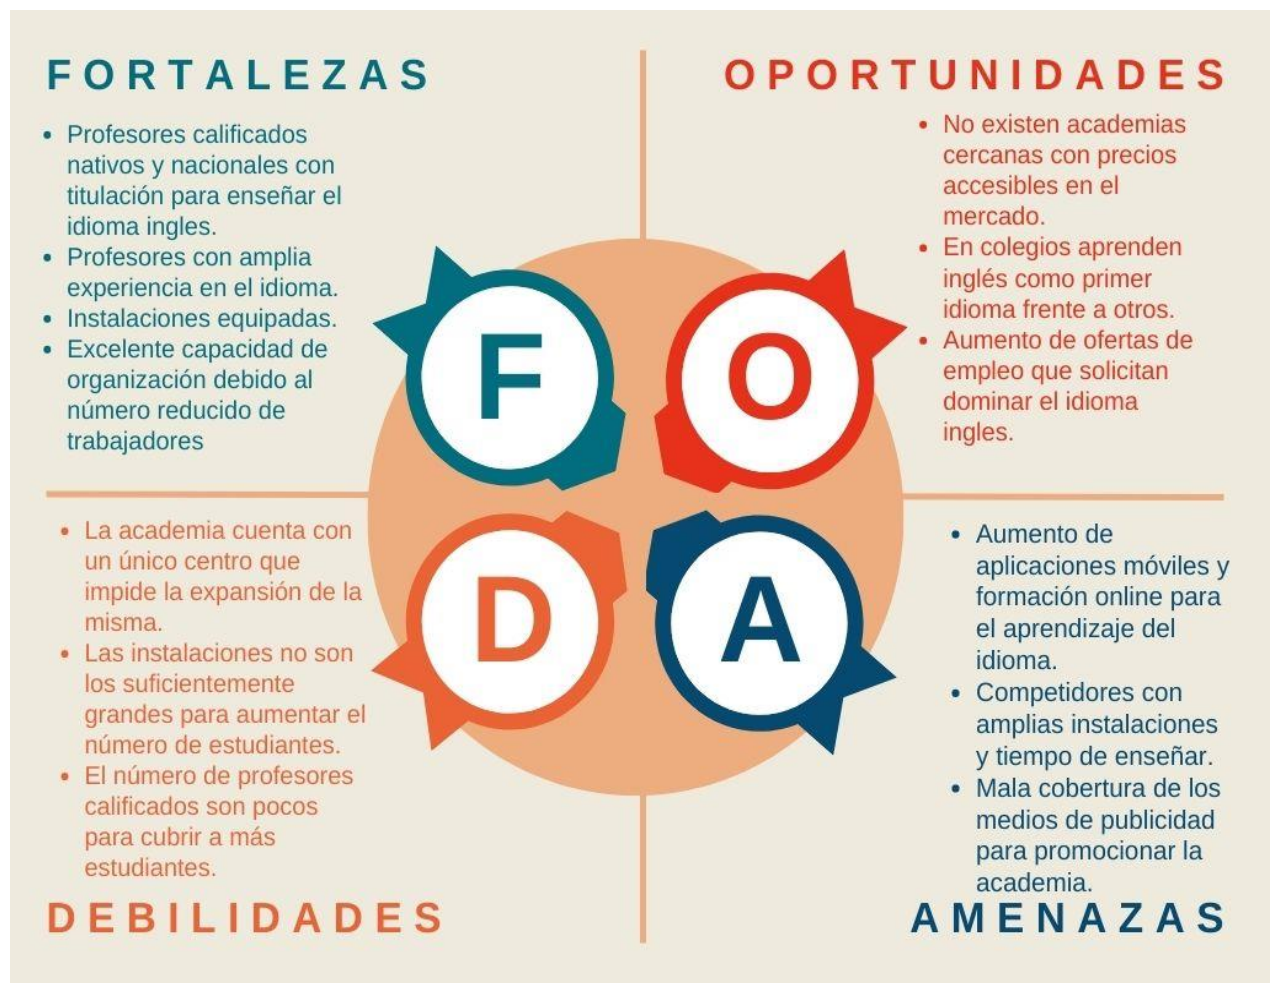 FORTALEZAS
• Profesores calificados
nativos y nacionales con
titulación para enseñar el
idioma ingles.
• Profesores con amplia
experiencia en el idioma.
• Instalaciones equipadas.
• Excelente capacidad de
organización debido al
número reducido de
trabajadores
OPORTUNIDADES
• No existen academias
cercanas con precios
accesibles en el
mercado.
• En colegios aprenden
inglés como primer
idioma frente a otros.
• Aumento de ofertas de
empleo que solicitan
dominar el idioma
ingles.
F
O
D
A
• La academia cuenta con
un único centro que
impide la expansión de la
misma.
• Las instalaciones no son
los suficientemente
grandes para aumentar el
número de estudiantes.
• El número de profesores
calificados son pocos
para cubrir a más
estudiantes.
DEBILIDADES
• Aumento de
aplicaciones móviles y
formación online para
el aprendizaje del
idioma.
• Competidores con
amplias instalaciones
y tiempo de enseñar.
• Mala cobertura de los
medios de publicidad
para promocionar la
academia.
AMENAZAS